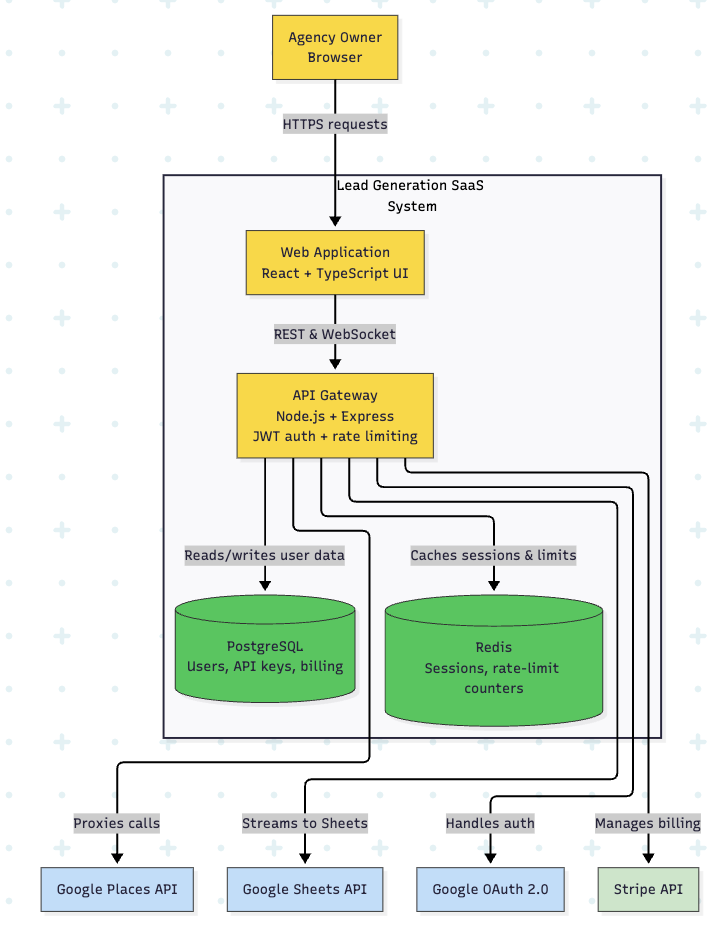 Agency Owner
Browser
HTTPS requests
Lead Generation SaaS
System
Web Application
React + TypeScript UI
REST & WebSocket
API Gateway
Node.js + Express
JWT auth + rate limiting
Reads/writes user data
Caches sessions & limits
PostgreSQL
Users, API keys, billing
Redis
Sessions, rate-limit
counters
Proxies calls
Streams to Sheets
Handles auth
Manages billing
Google Places API
Google Sheets API
Google OAuth 2.0
Stripe API